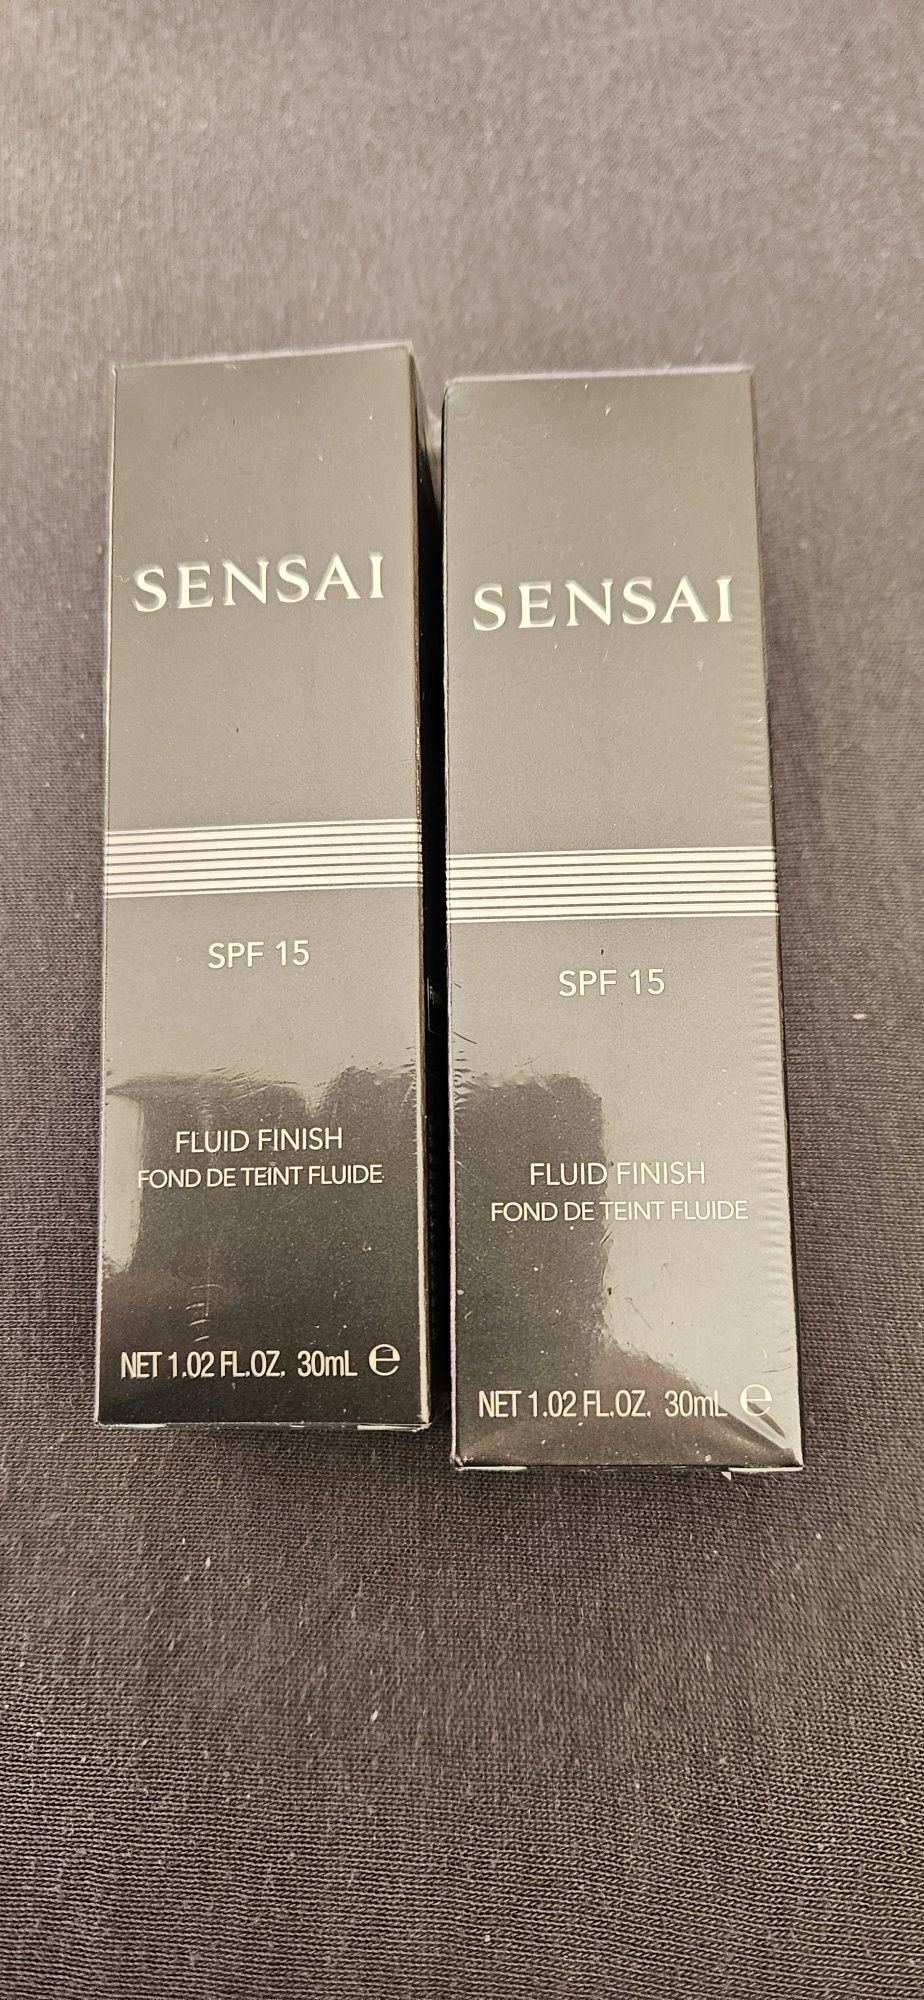 SENSAI
SPF 15
FLUID FINISH
FOND DE TEINT FLUIDE
NET 1.02 FL.OZ. 30mL ℮
SENSAI
SPF 15
FLUID FINISH
FOND DE TEINT FLUIDE
NET 1.02 FL.OZ. 30mL ℮